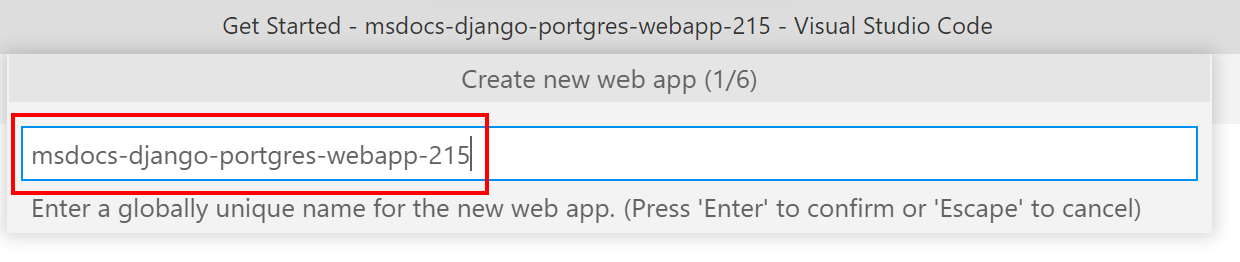 Get Started - msdocs-django-portgres-webapp-215 - Visual Studio Code
Create new web app (1/6)
msdocs-django-portgres-webapp-215
Enter a globally unique name for the new web app. (Press 'Enter' to confirm or 'Escape' to cancel)